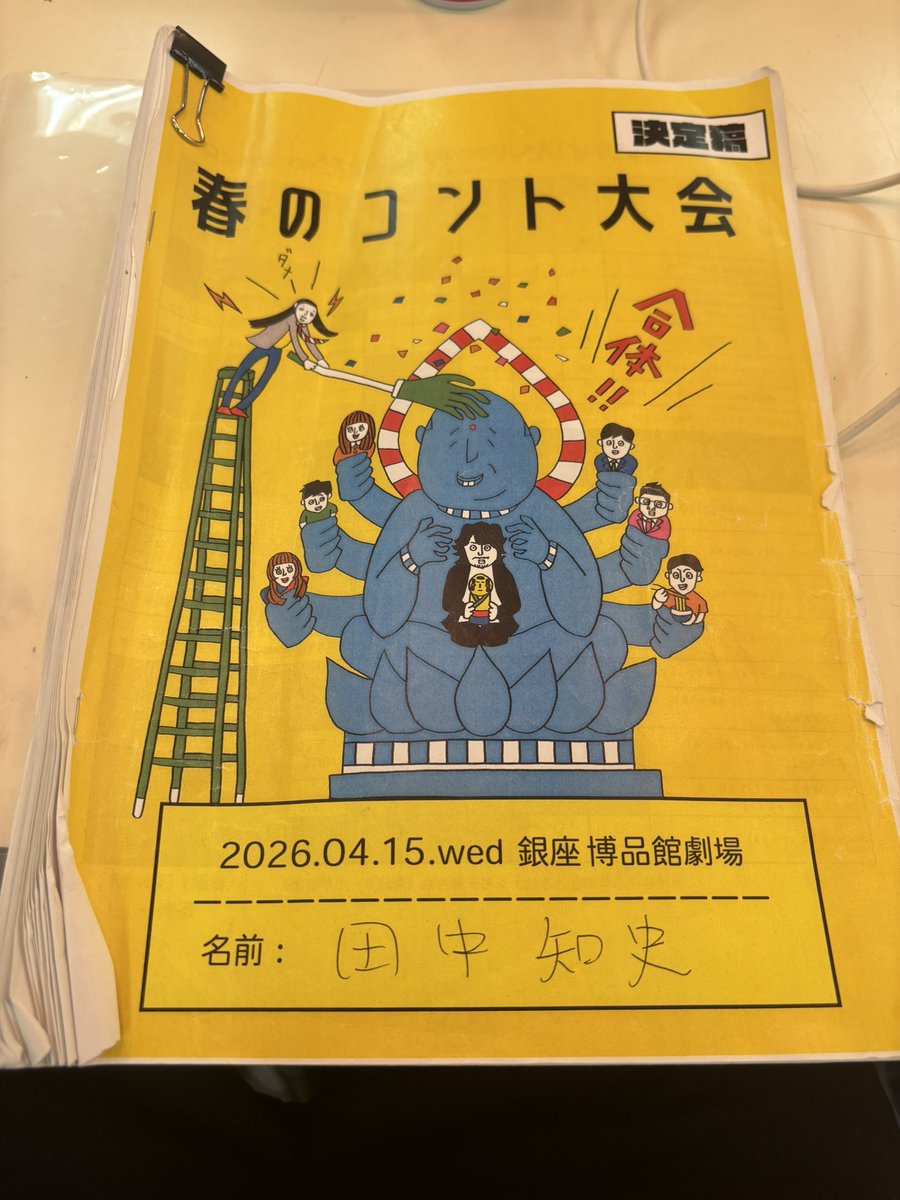 決定稿
春のコント大会
ダメ
合体!!
2026.04.15.wed 銀座 博品館劇場
名前: 田中 知史